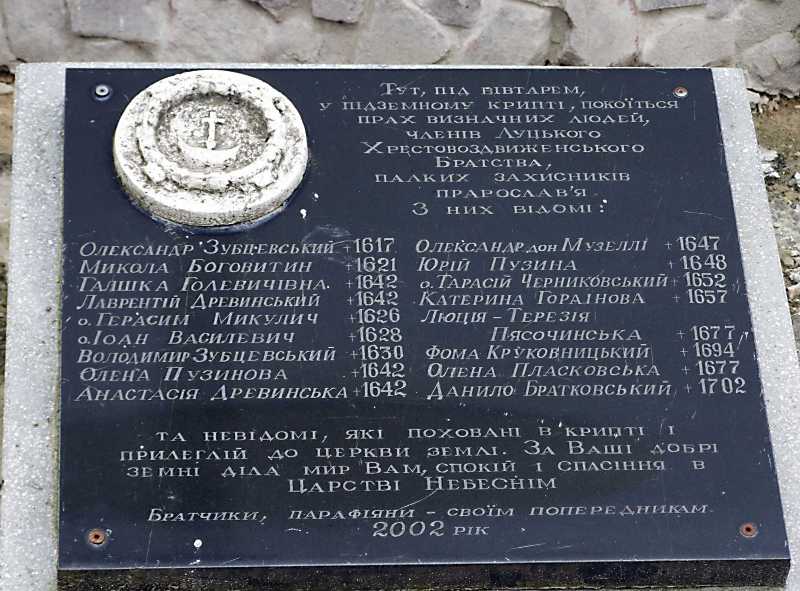 Тут, під вівтарем,
у підземному крипті, покоїться
прах визначних людей,
членів Луцького
Хрестовоздвиженського
Братства,
палких захисників
праросла́в'я
З них відомі:
Олександр Зубцевський +1617
Микола Боговитин +1621
Галшка Голевичівна +1642
Лаврентій Древинський +1642
о. Герасим Микулич +1626
о. Іоан Василевич +1628
Володимир Зубцевський +1630
Олена Пузинова +1642
Анастасія Древинська +1642
Олександр дон Музеллі +1647
Юрій Пузина +1648
о. Тарасій Черниковський +1652
Катерина Гораінова +1657
Люція - Терезія
Пясочинська +1677
Фома Круковницький +1694
Олена Пласковська +1677
Данило Братковський +1702
та невідомі, які поховані в крипті і
прилеглій до церкви землі. За Ваші добрі
земні діла мир Вам, спокій і спасіння в
Царстві Небеснім
Братчики, парафіяни - своїм попередникам
2002 рік